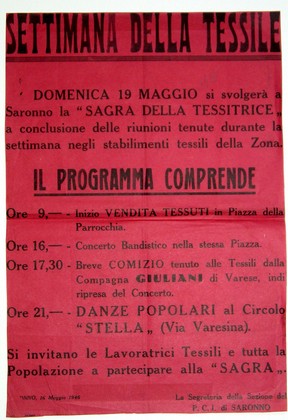 SETTIMANA DELLA TESSILE
DOMENICA 19 MAGGIO si svolgerà a
Saronno la "SAGRA DELLA TESSITRICE„
a conclusione delle riunioni tenute durante la
settimana negli stabilimenti tessili della Zona.
IL PROGRAMMA COMPRENDE
Ore 9,— - Inizio VENDITA TESSUTI in Piazza della
Parrocchia.
Ore 16,— - Concerto Bandistico nella stessa Piazza.
Ore 17,30 - Breve COMIZIO tenuto alle Tessili dalla
Compagna GIULIANI di Varese, indi
ripresa del Concerto.
Ore 21,— - DANZE POPOLARI al Circolo
"STELLA„ (Via Varesina).
Si invitano le Lavoratrici Tessili e tutta la
Popolazione a partecipare alla "SAGRA„.
Maggio
La Segreteria della Sezione del
P. C. I. di SARONNO